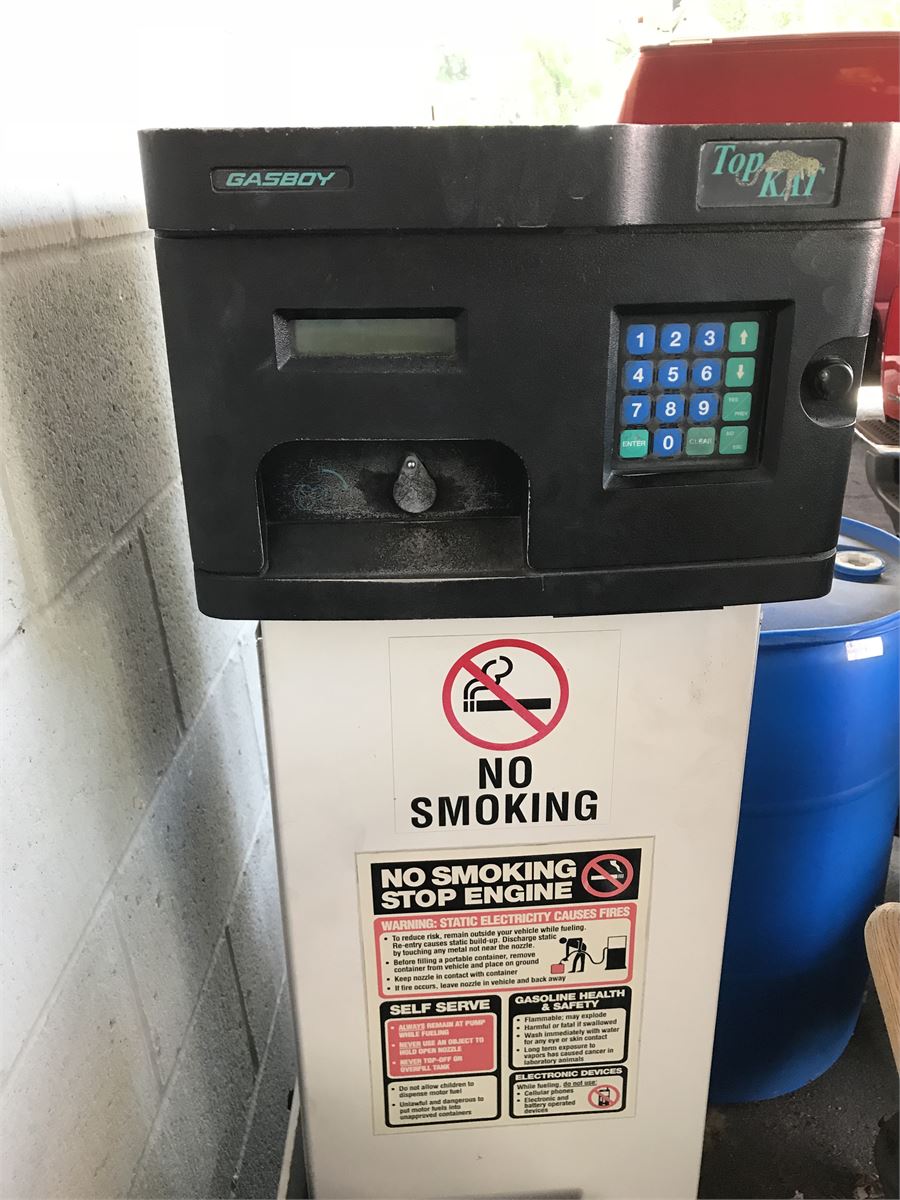 GASBOY
Top
KAT
1 2 3
4 5 6 YES
7 8 9 PREV
ENTER 0 CLEAR NO
ESC
NO
SMOKING
NO SMOKING
STOP ENGINE
WARNING: STATIC ELECTRICITY CAUSES FIRES
• To reduce risk, remain outside your vehicle while fueling.
Re-entry causes static build-up. Discharge static
by touching any metal not near the nozzle.
• Before filling a portable container, remove
container from vehicle and place on ground
• Keep nozzle in contact with container
• If fire occurs, leave nozzle in vehicle and back away
SELF SERVE
• ALWAYS REMAIN AT PUMP
WHILE FUELING
• NEVER USE AN OBJECT TO
HOLD OPEN NOZZLE
• NEVER TOP-OFF OR
OVERFILL TANK
• Do not allow children to
dispense motor fuel
• Unlawful and dangerous to
put motor fuels into
unapproved containers
GASOLINE HEALTH
& SAFETY
• Flammable; may explode
• Harmful or fatal if swallowed
• Wash immediately with water
for any eye or skin contact
• Long term exposure to
vapors has caused cancer in
laboratory animals
ELECTRONIC DEVICES
While fueling, do not use:
• Cellular phones
• Electronic and
battery operated
devices